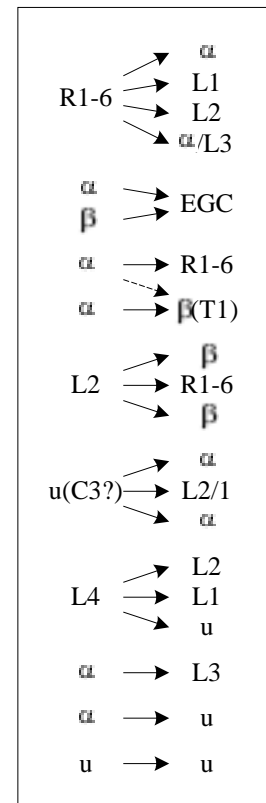 α
L1
R1-6
L2
α/L3
α
EGC
β
α R1-6
α β(T1)
β
L2 R1-6
β
α
u(C3?) L2/1
α
L2
L4 L1
u
α L3
α u
u u